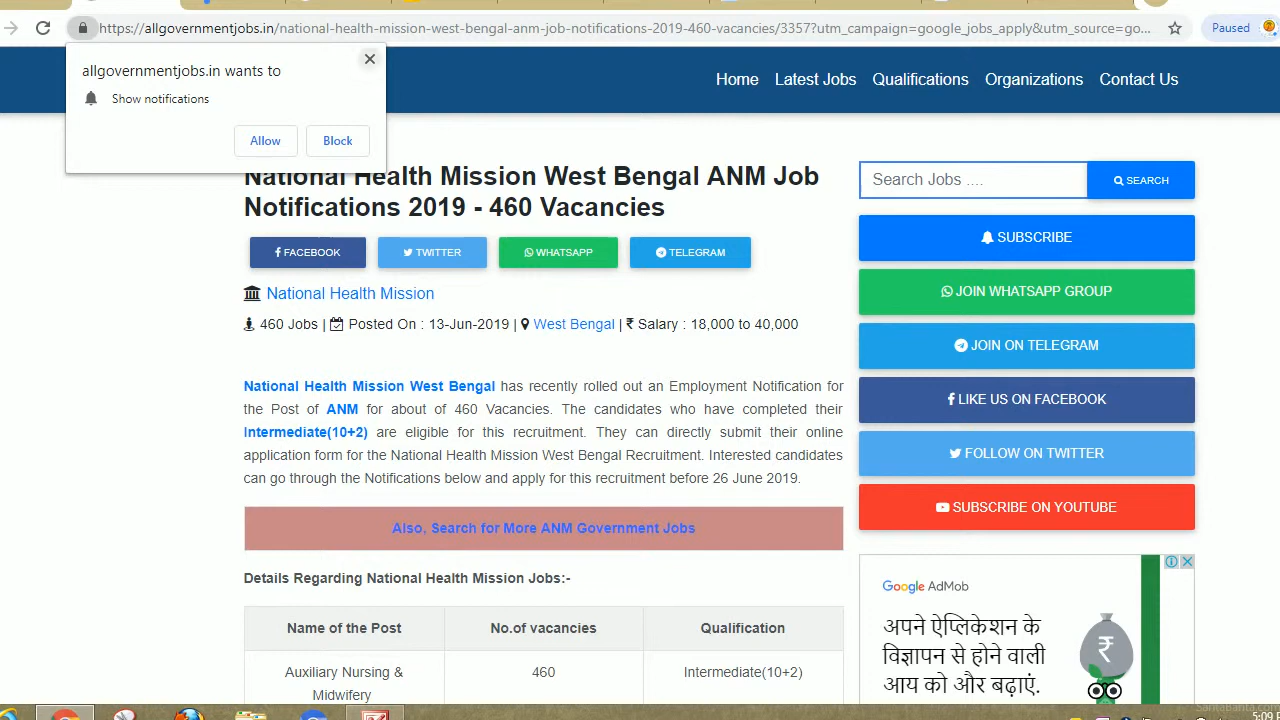 https://allgovernmentjobs.in/national-health-mission-west-bengal-anm-job-notifications-2019-460-vacancies/3357?utm_campaign=google_jobs_apply&utm_source=go...
Paused
allgovernmentjobs.in wants to
Show notifications
Allow
Block
Home
Latest Jobs
Qualifications
Organizations
Contact Us
National Health Mission West Bengal ANM Job
Notifications 2019 - 460 Vacancies
FACEBOOK
TWITTER
WHATSAPP
TELEGRAM
National Health Mission
460 Jobs | Posted On : 13-Jun-2019 | West Bengal | ₹ Salary : 18,000 to 40,000
National Health Mission West Bengal has recently rolled out an Employment Notification for
the Post of ANM for about of 460 Vacancies. The candidates who have completed their
Intermediate(10+2) are eligible for this recruitment. They can directly submit their online
application form for the National Health Mission West Bengal Recruitment. Interested candidates
can go through the Notifications below and apply for this recruitment before 26 June 2019.
Also, Search for More ANM Government Jobs
Details Regarding National Health Mission Jobs:-
Name of the Post
No.of vacancies
Qualification
Auxiliary Nursing &
Midwifery
460
Intermediate(10+2)
Search Jobs ....
SEARCH
SUBSCRIBE
JOIN WHATSAPP GROUP
JOIN ON TELEGRAM
LIKE US ON FACEBOOK
FOLLOW ON TWITTER
SUBSCRIBE ON YOUTUBE
Google AdMob
अपने ऐप्लिकेशन के
विज्ञापन से होने वाली
आय को और बढ़ाएं.
₹